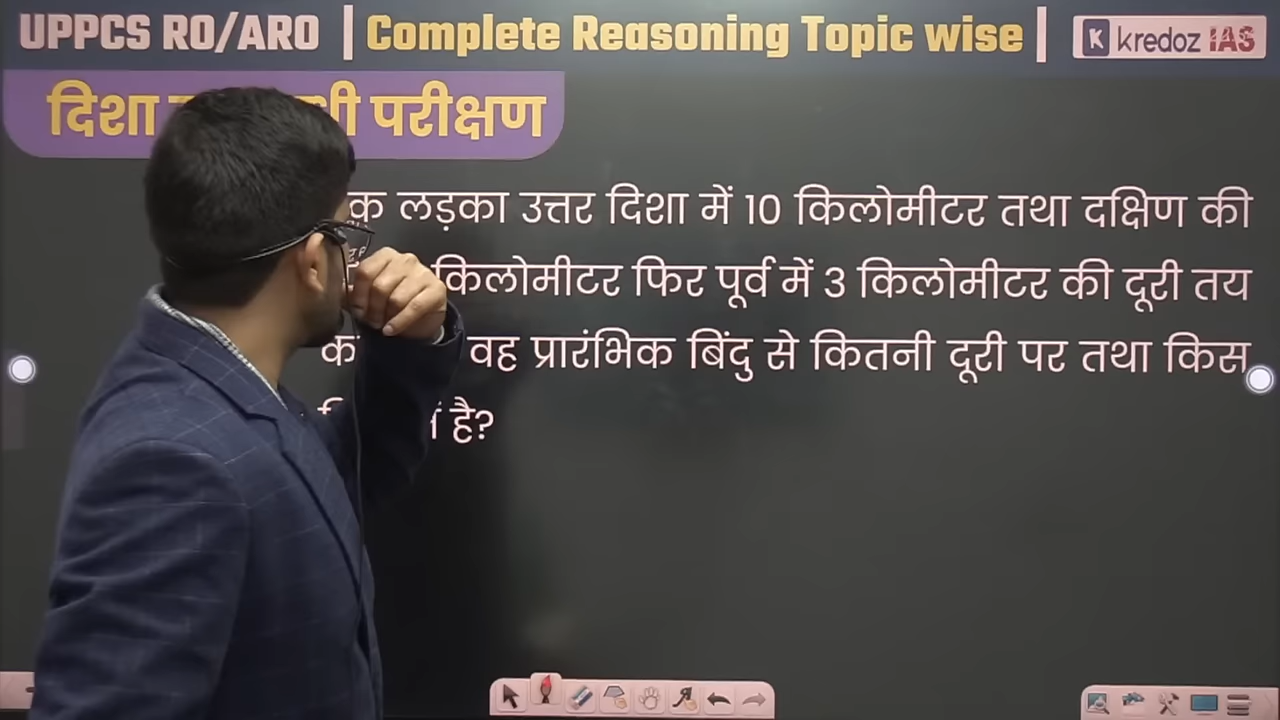 UPPCS RO/ARO | Complete Reasoning Topic wise |
K kredoz IAS
दिशा परीक्षण
लड़का उत्तर दिशा में 10 किलोमीटर तथा दक्षिण की
किलोमीटर फिर पूर्व में 3 किलोमीटर की दूरी तय
वह प्रारंभिक बिंदु से कितनी दूरी पर तथा किस
है?